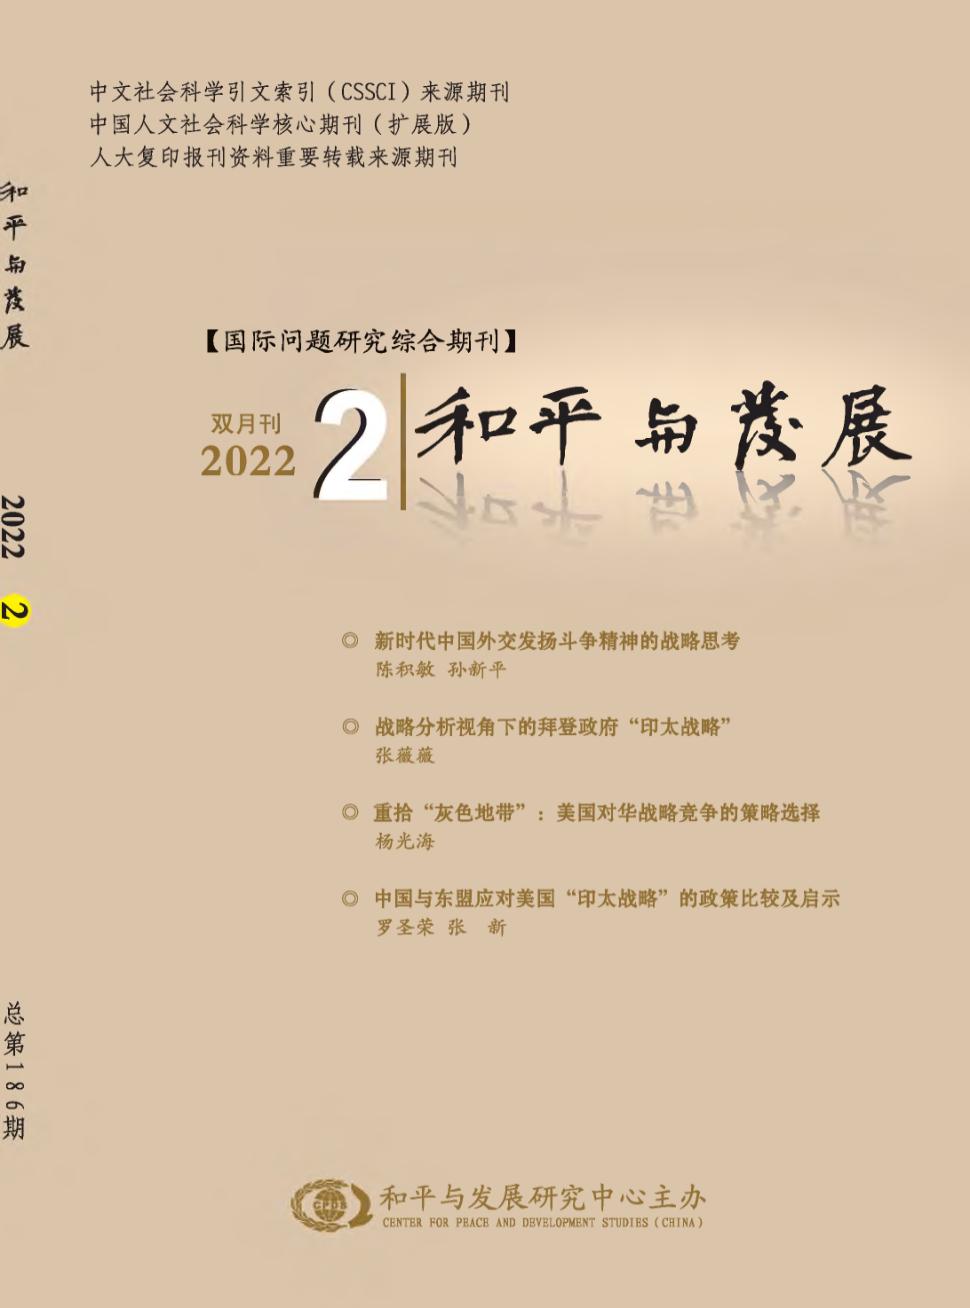 中文社会科学引文索引（CSSCI）来源期刊
中国人文社会科学核心期刊（扩展版）
人大复印报刊资料重要转载来源期刊
和平与发展
2022
2
总第186期
【国际问题研究综合期刊】
双月刊
2022
2
和平与发展
◎ 新时代中国外交发扬斗争精神的战略思考
陈积敏 孙新平
◎ 战略分析视角下的拜登政府“印太战略”
张薇薇
◎ 重拾“灰色地带”：美国对华战略竞争的策略选择
杨光海
◎ 中国与东盟应对美国“印太战略”的政策比较及启示
罗圣荣 张 新
CPDS
和平与发展研究中心主办
CENTER FOR PEACE AND DEVELOPMENT STUDIES (CHINA)